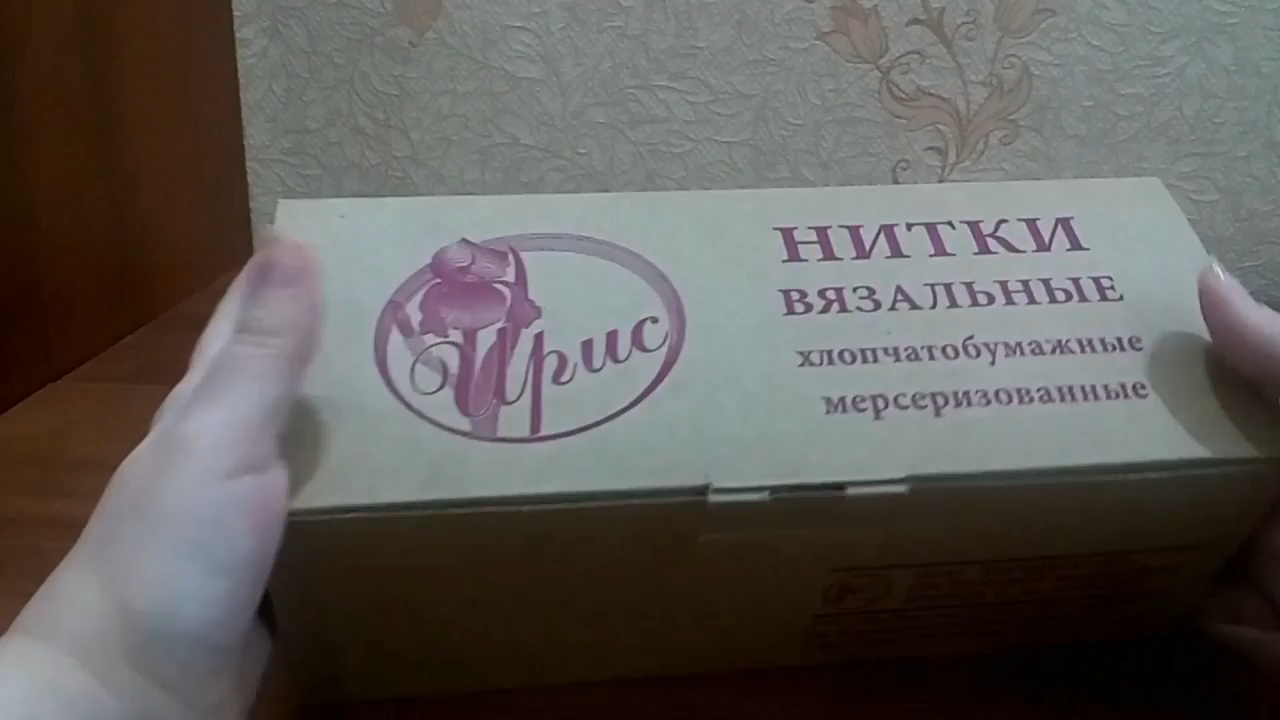 Ирис
НИТКИ
ВЯЗАЛЬНЫЕ
хлопчатобумажные
мерсеризованные